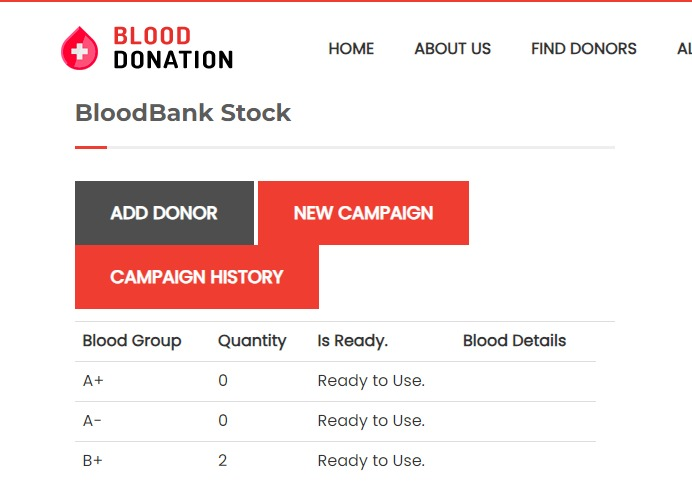 BLOOD
DONATION
HOME ABOUT US FIND DONORS
BloodBank Stock
ADD DONOR NEW CAMPAIGN
CAMPAIGN HISTORY
Blood Group Quantity Is Ready. Blood Details
A+ 0 Ready to Use.
A- 0 Ready to Use.
B+ 2 Ready to Use.